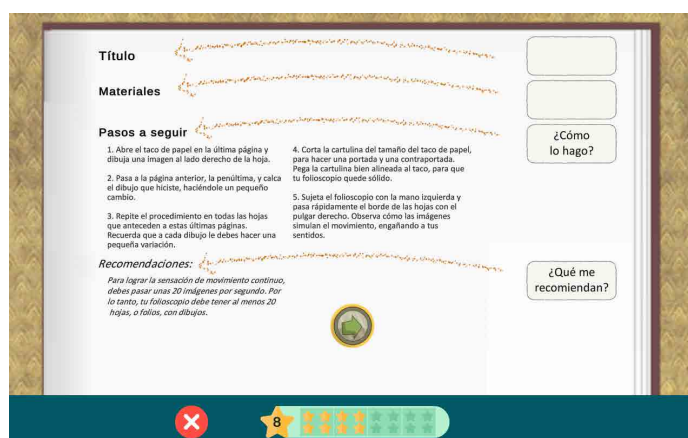 Título
Materiales
Pasos a seguir
1. Abre el taco de papel en la última página y
dibuja una imagen al lado derecho de la hoja.
2. Pasa a la página anterior, la penúltima, y calca
el dibujo que hiciste, haciéndole un pequeño
cambio.
3. Repite el procedimiento en todas las hojas
que anteceden a estas últimas páginas.
Recuerda que a cada dibujo le debes hacer una
pequeña variación.
4. Corta la cartulina del tamaño del taco de papel,
para hacer una portada y una contraportada.
Pega la cartulina bien alineada al taco, para que
tu folioscopio quede sólido.
5. Sujeta el folioscopio con la mano izquierda y
pasa rápidamente el borde de las hojas con el
pulgar derecho. Observa cómo las imágenes
simulan el movimiento, engañando a tus
sentidos.
¿Cómo
lo hago?
Recomendaciones:
Para lograr la sensación de movimiento continuo,
debes pasar unas 20 imágenes por segundo. Por
lo tanto, tu folioscopio debe tener al menos 20
hojas, o folios, con dibujos.
¿Qué me
recomiendan?
8